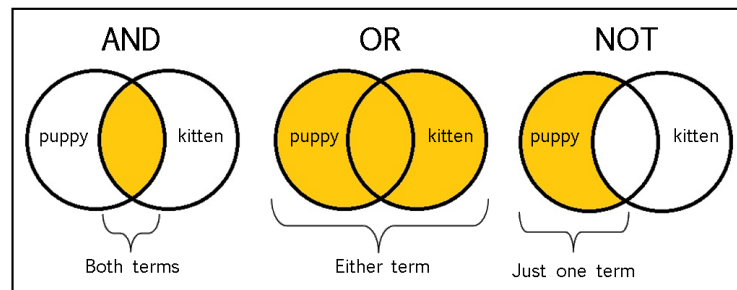 AND
OR
NOT
puppy
kitten
puppy
kitten
puppy
kitten
Both terms
Either term
Just one term